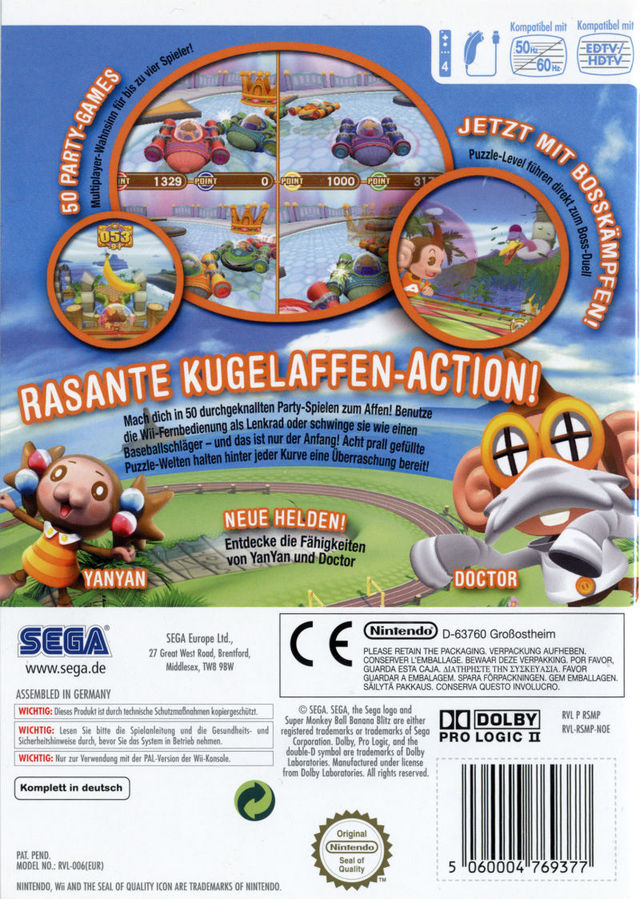 Kompatibel mit
Kompatibel mit
4
50Hz
60Hz
EDTV/
HDTV
50 PARTY-GAMES
Multiplayer-Wahnsinn für bis zu vier Spieler!
JETZT MIT BOSSKÄMPFEN!
Puzzle-Level führen direkt zum Boss-Duell
1329 POINT 0 POINT 1000 POINT
053
RASANTE KUGELAFFEN-ACTION!
Mach dich in 50 durchgeknallten Party-Spielen zum Affen! Benutze
die Wii-Fernbedienung als Lenkrad oder schwinge sie wie einen
Baseballschläger – und das ist nur der Anfang! Acht prall gefüllte
Puzzle-Welten halten hinter jeder Kurve eine Überraschung bereit!
NEUE HELDEN!
Entdecke die Fähigkeiten
von YanYan und Doctor
YANYAN
DOCTOR
SEGA®
www.sega.de
SEGA Europe Ltd.,
27 Great West Road, Brentford,
Middlesex, TW8 9BW
ASSEMBLED IN GERMANY
WICHTIG: Dieses Produkt ist durch technische Schutzmaßnahmen kopiergeschützt.
WICHTIG: Lesen Sie bitte die Spielanleitung und die Gesundheits- und
Sicherheitshinweise durch, bevor Sie das System in Betrieb nehmen.
WICHTIG: Nur zur Verwendung mit der PAL-Version der Wii-Konsole.
Komplett in deutsch
CE
Nintendo® D-63760 Großostheim
PLEASE RETAIN THE PACKAGING. VERPACKUNG AUFHEBEN.
CONSERVER L'EMBALLAGE. BEWAAR DEZE VERPAKKING. POR FAVOR,
GUARDA ESTA CAJA. ΔΙΑΤΗΡΗΣΤΕ ΤΗΝ ΣΥΣΚΕΥΑΣΙΑ. FAVOR
GUARDAR A EMBALAGEM. SPARA FÖRPACKNINGEN. GEM EMBALLAGEN.
SÄILYTÄ PAKKAUS. CONSERVA QUESTO INVOLUCRO.
© SEGA. SEGA, the Sega logo and
Super Monkey Ball Banana Blitz are either
registered trademarks or trademarks of Sega
Corporation. Dolby, Pro Logic, and the
double-D symbol are trademarks of Dolby
Laboratories. Manufactured under license
from Dolby Laboratories. All rights reserved.
DOLBY
PRO LOGIC II
RVL P RSMP
RVL-RSMP-NOE
Original
Nintendo
Seal of
Quality
5 060004 769377
PAT. PEND.
MODEL NO.: RVL-006(EUR)
NINTENDO, Wii AND THE SEAL OF QUALITY ICON ARE TRADEMARKS OF NINTENDO.